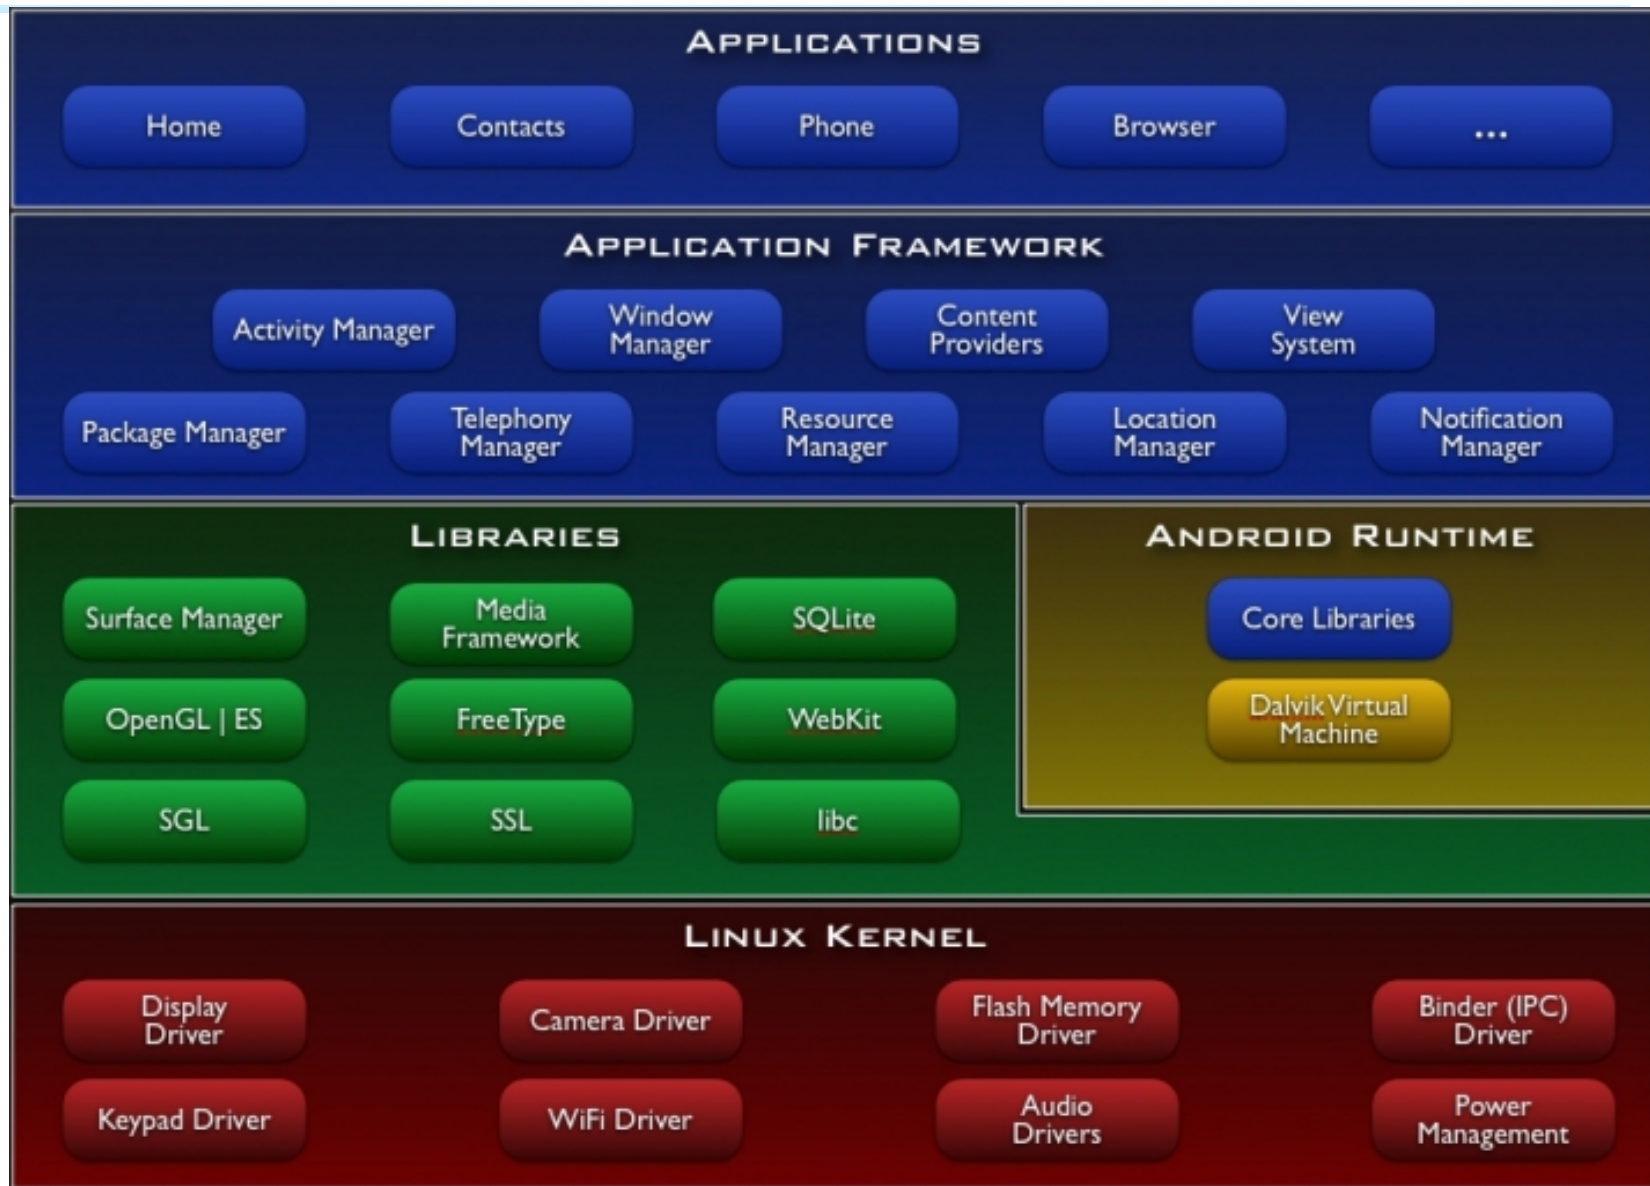 APPLICATIONS
Home
Contacts
Phone
Browser
...
APPLICATION FRAMEWORK
Activity Manager
Window
Manager
Content
Providers
View
System
Package Manager
Telephony
Manager
Resource
Manager
Location
Manager
Notification
Manager
LIBRARIES
Surface Manager
Media
Framework
SQLite
OpenGL | ES
FreeType
WebKit
SGL
SSL
libc
ANDROID RUNTIME
Core Libraries
Dalvik Virtual
Machine
LINUX KERNEL
Display
Driver
Camera Driver
Flash Memory
Driver
Binder (IPC)
Driver
Keypad Driver
WiFi Driver
Audio
Drivers
Power
Management